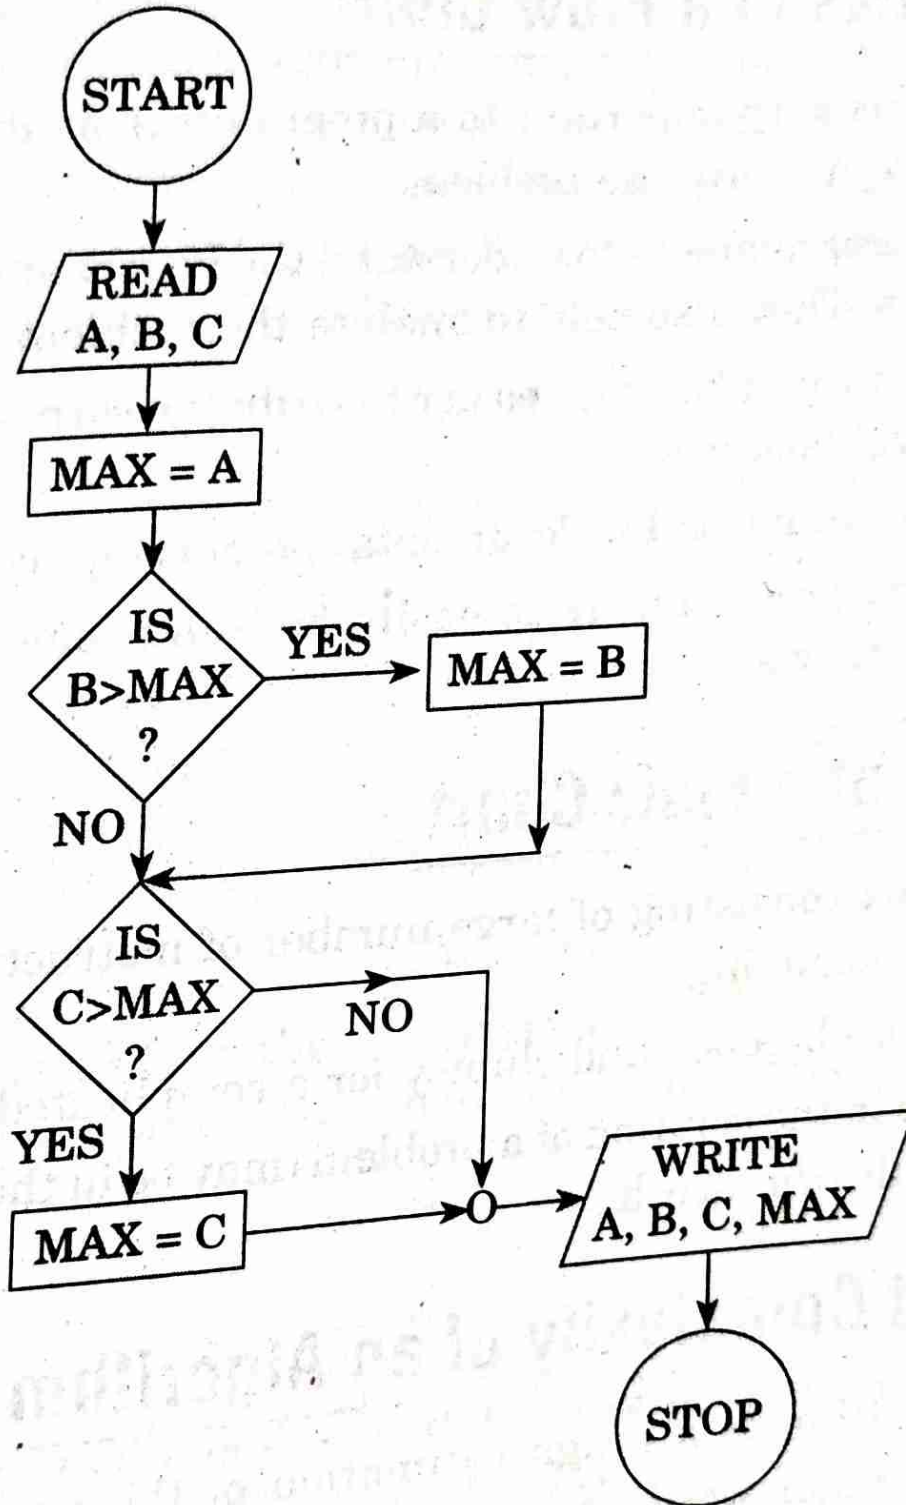 START
READ
A, B, C
MAX = A
IS
B>MAX
?
YES
MAX = B
NO
IS
C>MAX
?
NO
YES
MAX = C
O
WRITE
A, B, C, MAX
STOP